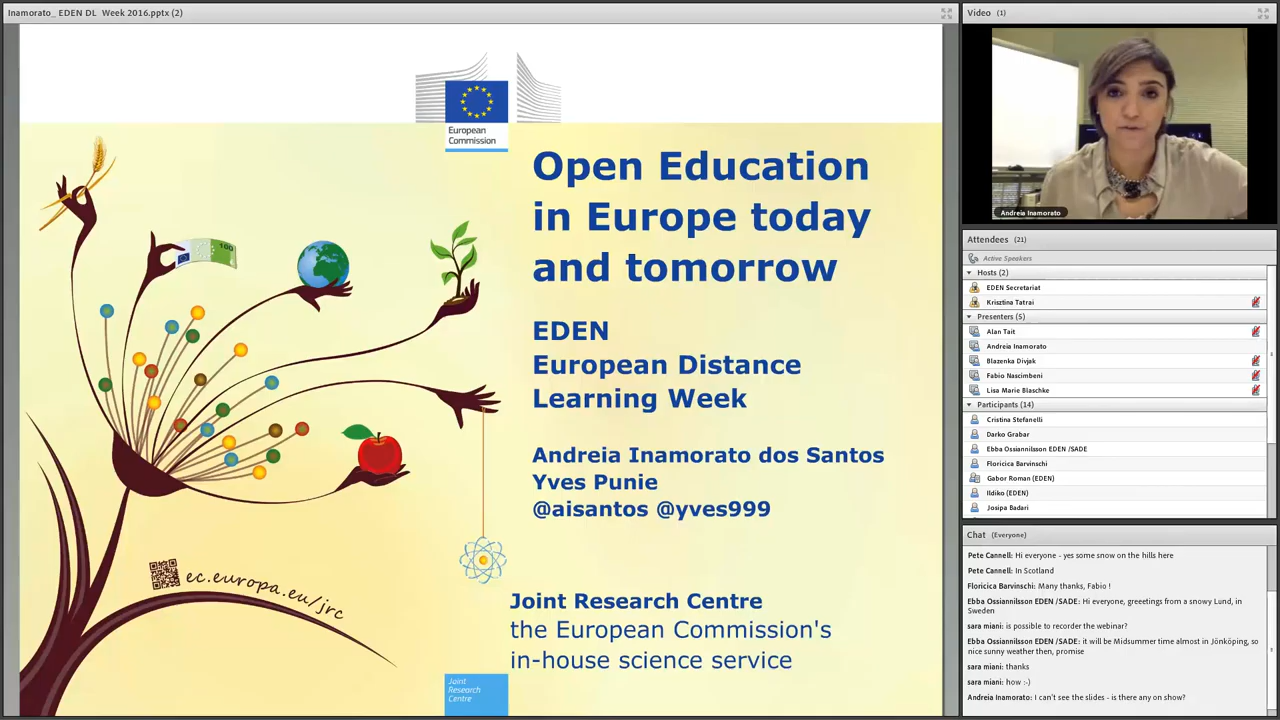 Inamorato_ EDEN DL  Week 2016.pptx (2)
European
Commission
Open Education
in Europe today
and tomorrow
EDEN
European Distance
Learning Week
Andreia Inamorato dos Santos
Yves Punie
@aisantos @yves999
100
ec.europa.eu/jrc
Joint Research Centre
the European Commission's
in-house science service
Joint
Research
Centre
Video (1)
Andreia Inamorato
Attendees (21)
Active Speakers
Hosts (2)
EDEN Secretariat
Krisztina Tatrai
Presenters (5)
Alan Tait
Andreia Inamorato
Blazenka Divjak
Fabio Nascimbeni
Lisa Marie Blaschke
Participants (14)
Cristina Stefanelli
Darko Grabar
Ebba Ossiannilsson EDEN /SADE
Floricica Barvinschi
Gabor Roman (EDEN)
Ildiko (EDEN)
Josipa Badari
Chat (Everyone)
Pete Cannell: Hi everyone - yes some snow on the hills here
Pete Cannell: In Scotland
Floricica Barvinschi: Many thanks, Fabio !
Ebba Ossiannilsson EDEN /SADE: Hi everyone, greeetings from a snowy Lund, in
Sweden
sara miani: is possible to recorder the webinar?
Ebba Ossiannilsson EDEN /SADE: it will be Midsummer time almost in Jönköping, so
nice sunny weather then, promise
sara miani: thanks
sara miani: how :-)
Andreia Inamorato: I can't see the slides - is there any on show?